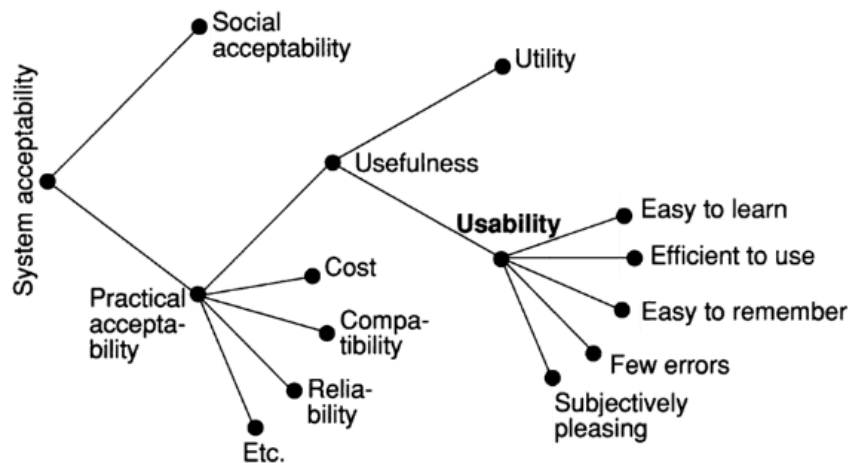 System acceptability
Social
acceptability
Utility
Usefulness
Usability
Easy to learn
Efficient to use
Easy to remember
Few errors
Subjectively
pleasing
Practical
accepta-
bility
Cost
Compa-
tibility
Relia-
bility
Etc.